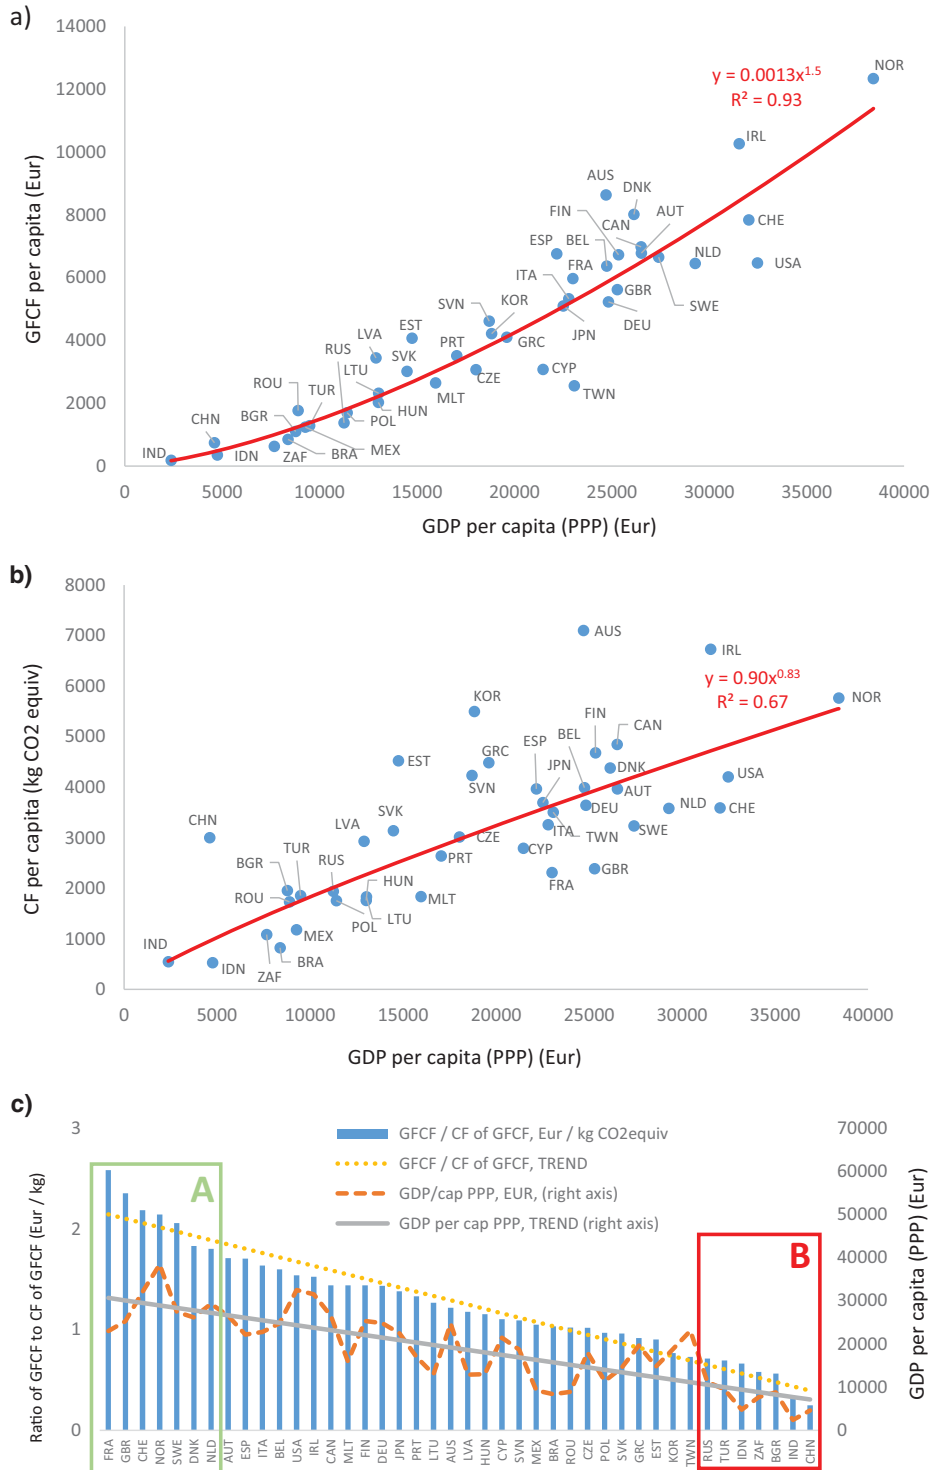 a)
14000
12000
10000
8000
6000
4000
2000
0
GFCF per capita (Eur)
y = 0.0013x^1.5
R² = 0.93
NOR
IRL
AUS
DNK
FIN
CAN
AUT
CHE
ESP
BEL
NLD
USA
ITA
FRA
GBR
SWE
SVN
KOR
DEU
EST
JPN
LVA
RUS
PRT
GRC
SVK
LTU
CZE
CYP
ROU
TUR
MLT
TWN
BGR
HUN
CHN
POL
IND
IDN
ZAF
BRA
MEX
0 5000 10000 15000 20000 25000 30000 35000 40000
GDP per capita (PPP) (Eur)
b)
8000
7000
6000
5000
4000
3000
2000
1000
0
CF per capita (kg CO2 equiv)
AUS
IRL
y = 0.90x^0.83
R² = 0.67
KOR
NOR
FIN
CAN
BEL
ESP
GRC
EST
JPN
DNK
SVN
USA
AUT
CHN
SVK
DEU
NLD
CHE
LVA
CZE
ITA
TWN
SWE
BGR
TUR
RUS
PRT
CYP
HUN
FRA
GBR
ROU
MLT
POL
LTU
IND
MEX
IDN
ZAF
BRA
0 5000 10000 15000 20000 25000 30000 35000 40000
GDP per capita (PPP) (Eur)
c)
3
2
1
0
Ratio of GFCF to CF of GFCF (Eur / kg)
GFCF / CF of GFCF, Eur / kg CO2equiv
GFCF / CF of GFCF, TREND
GDP/cap PPP, EUR, (right axis)
GDP per cap PPP, TREND (right axis)
A
B
70000
60000
50000
40000
30000
20000
10000
0
GDP per capita (PPP) (Eur)
FRA GBR CHE NOR SWE DNK NLD AUT ESP ITA BEL USA IRL CAN MLT FIN DEU JPN PRT LTU AUS LVA HUN CYP SVN MEX BRA ROU CZE POL SVK GRC EST KOR TWN RUS TUR IDN ZAF BGR IND CHN